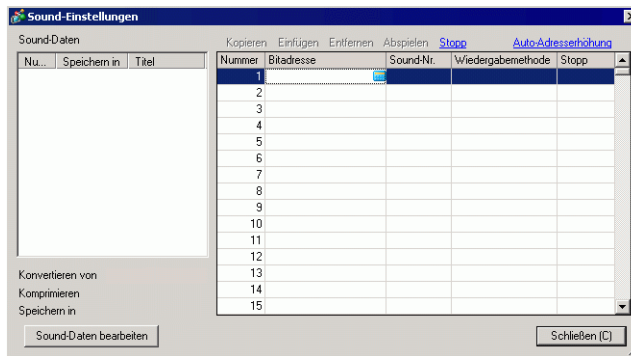 Sound-Einstellungen
Sound-Daten
Kopieren Einfügen Entfernen Abspielen Stopp Auto-Adresserhöhung
Nu... Speichern in Titel
Nummer Bitadresse Sound-Nr. Wiedergabemethode Stopp
1
2
3
4
5
6
7
8
9
10
11
12
13
14
15
Konvertieren von
Komprimieren
Speichern in
Sound-Daten bearbeiten
Schließen (C)